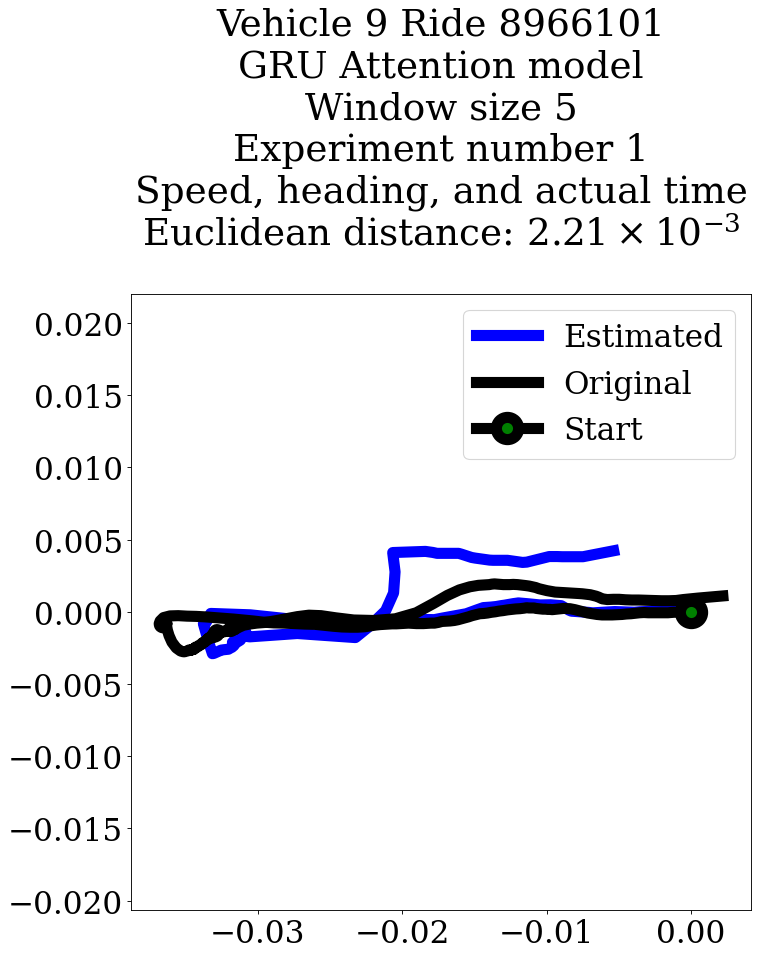 Vehicle 9 Ride 8966101
GRU Attention model
Window size 5
Experiment number 1
Speed, heading, and actual time
Euclidean distance: 2.21 × 10⁻³
Estimated
Original
Start
0.020
0.015
0.010
0.005
0.000
−0.005
−0.010
−0.015
−0.020
−0.03
−0.02
−0.01
0.00